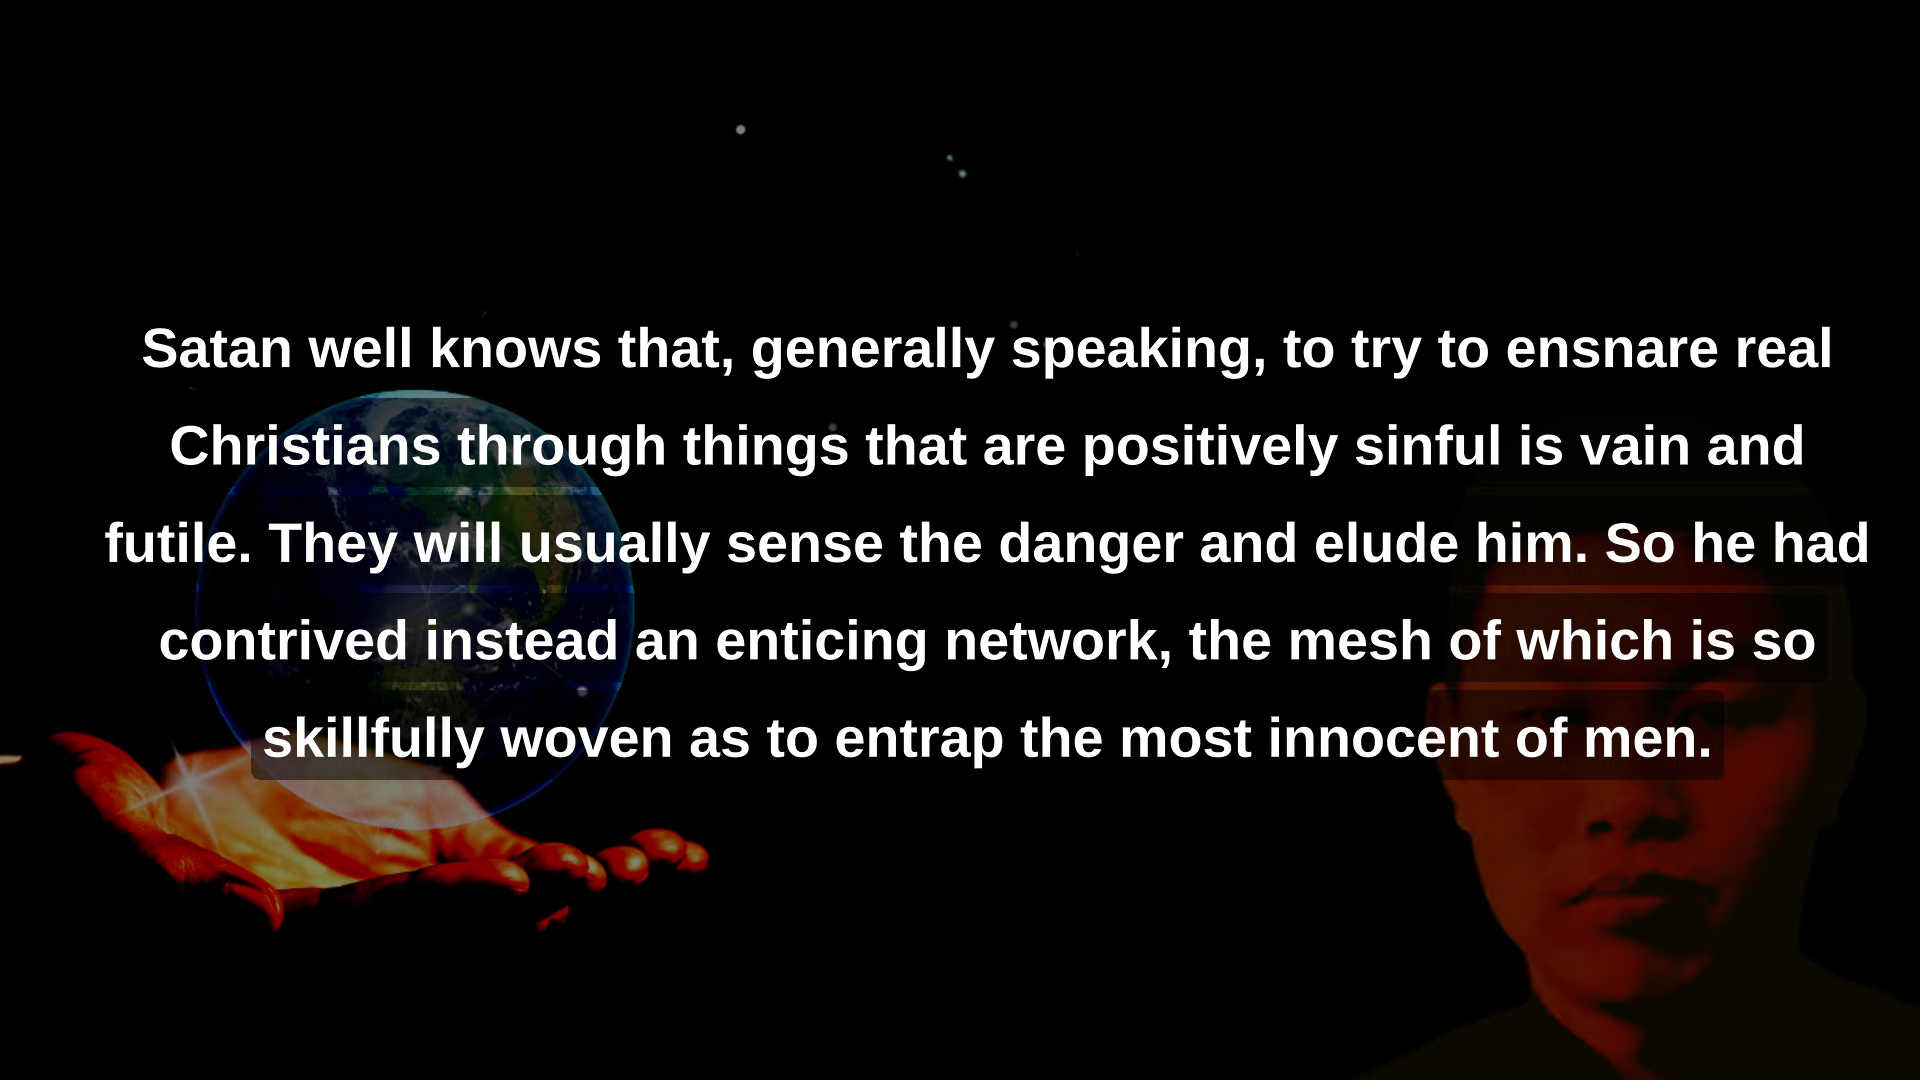 Satan well knows that, generally speaking, to try to ensnare real
Christians through things that are positively sinful is vain and
futile. They will usually sense the danger and elude him. So he had
contrived instead an enticing network, the mesh of which is so
skillfully woven as to entrap the most innocent of men.